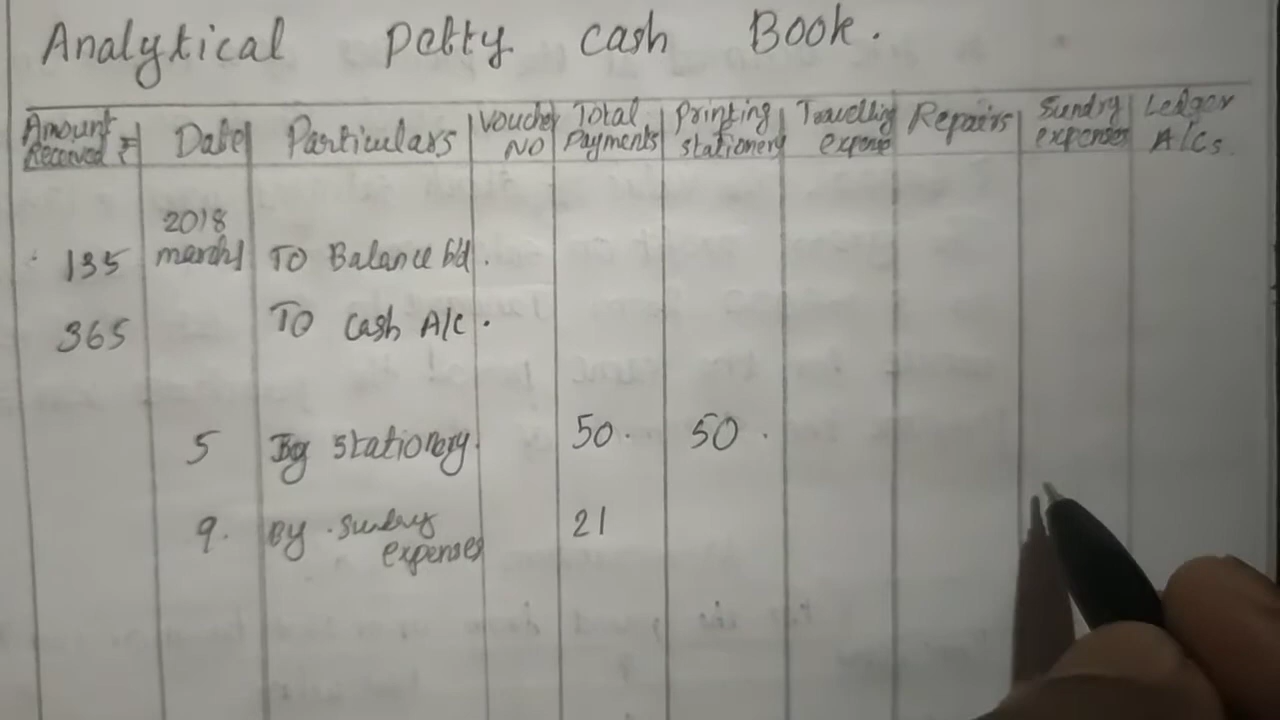 Analytical Petty Cash Book.
Amount Received ₹ Date Particulars Voucher NO Total Payments Printing Stationery Travelling expense Repairs Sundry expenses Ledger A/Cs.
2018
135 march 1 TO Balance b/d.
365 TO Cash A/c.
5 By Stationery. 50. 50.
9. By Sundry 21
expenses